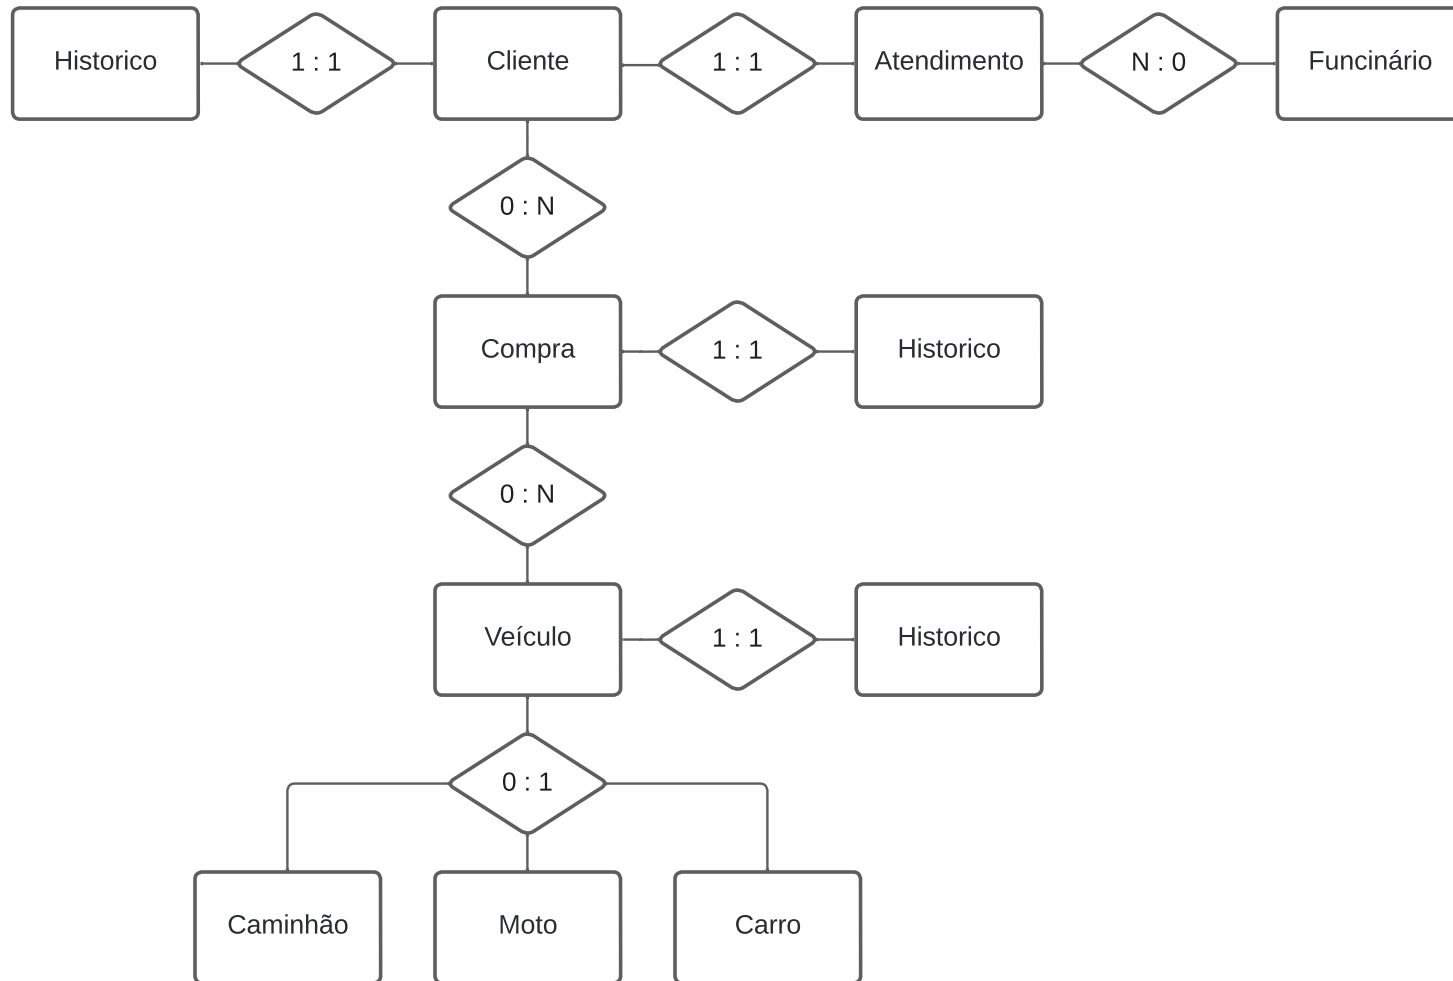 Historico
1 : 1
Cliente
1 : 1
Atendimento
N : 0
Funcinário
0 : N
Compra
1 : 1
Historico
0 : N
Veículo
1 : 1
Historico
0 : 1
Caminhão
Moto
Carro